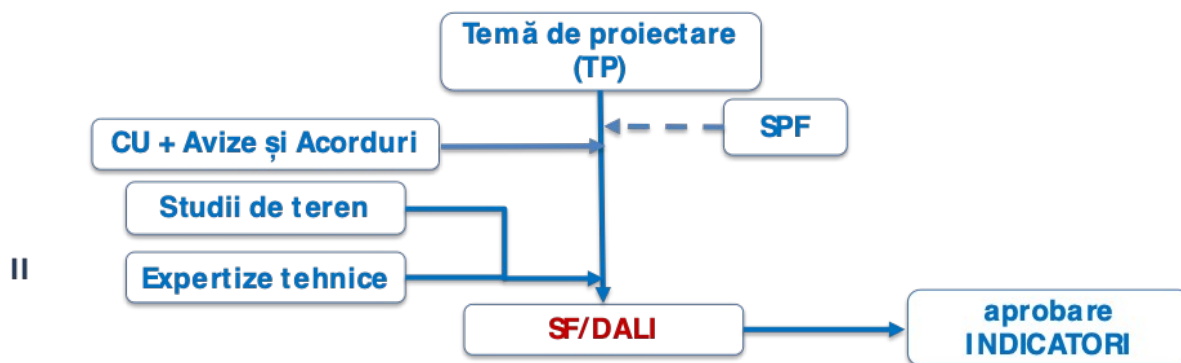 Temă de proiectare
(TP)
SPF
CU + Avize și Acorduri
Studii de teren
II
Expertize tehnice
SF/DALI
aprobare
INDICATORI